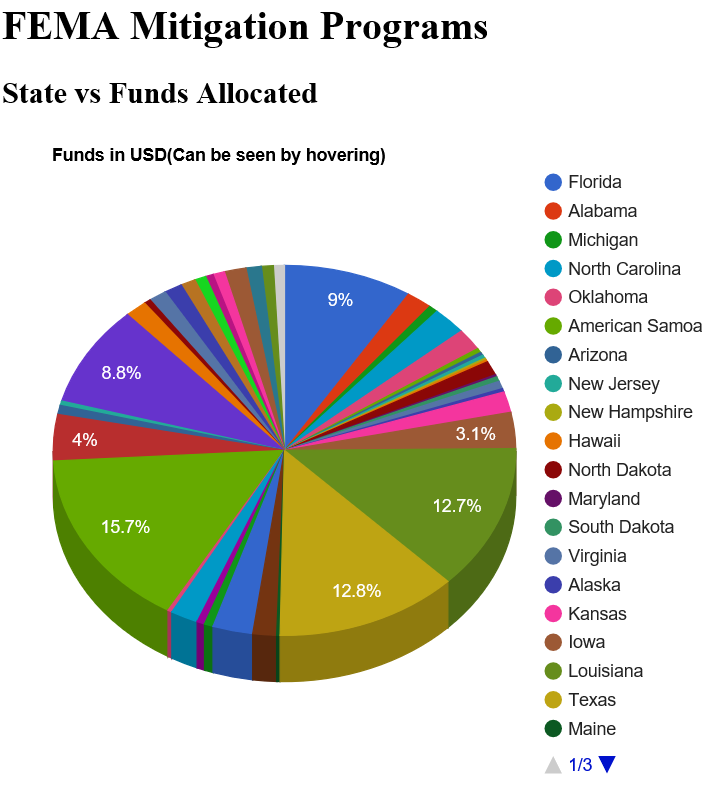 FEMA Mitigation Programs
State vs Funds Allocated
Funds in USD(Can be seen by hovering)
Florida
Alabama
Michigan
North Carolina
Oklahoma
American Samoa
Arizona
New Jersey
New Hampshire
Hawaii
North Dakota
Maryland
South Dakota
Virginia
Alaska
Kansas
Iowa
Louisiana
Texas
Maine
1/3
9%
8.8%
4%
3.1%
15.7%
12.7%
12.8%